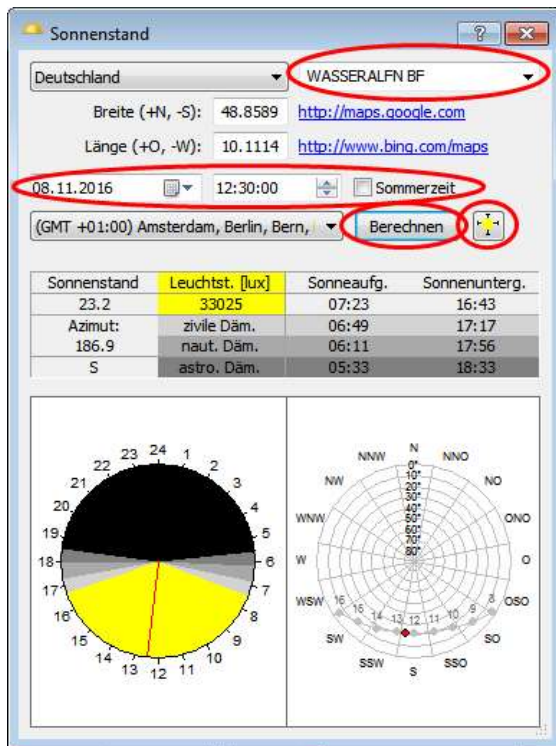 Sonnenstand
Deutschland WASSERALFN BF
Breite (+N, -S): 48.8589 http://maps.google.com
Länge (+O, -W): 10.1114 http://www.bing.com/maps
08.11.2016 12:30:00 Sommerzeit
(GMT +01:00) Amsterdam, Berlin, Bern, Berechnen
Sonnenstand Leuchtst. [lux] Sonneaufg. Sonnenunterg.
23.2 33025 07:23 16:43
Azimut: zivile Däm. 06:49 17:17
186.9 naut. Däm. 06:11 17:56
S astro. Däm. 05:33 18:33
24 1 2 3 4 5 6 7 8 9 10 11 12 13 14 15 16 17 18 19 20 21 22 23
N NNO NO ONO O OSO SO SSO S SSW SW WSW W WNW NW NNW
0°
10°
20°
30°
40°
50°
60°
70°
80°
16 15 14 13 12 11 10 9 8